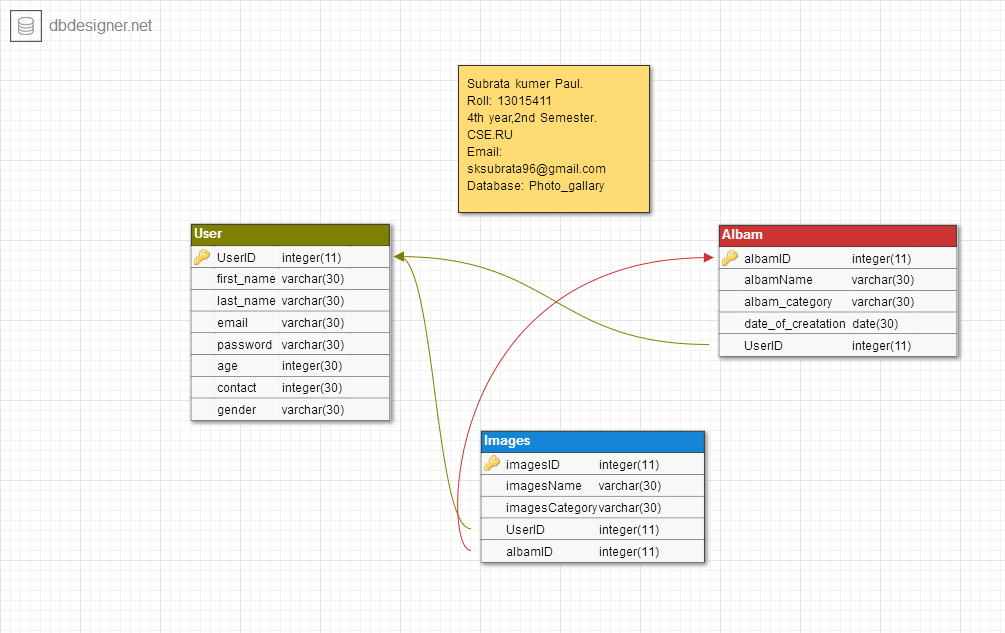 dbdesigner.net
Subrata kumer Paul.
Roll: 13015411
4th year,2nd Semester.
CSE.RU
Email:
sksubrata96@gmail.com
Database: Photo_gallary
User
UserID integer(11)
first_name varchar(30)
last_name varchar(30)
email varchar(30)
password varchar(30)
age integer(30)
contact integer(30)
gender varchar(30)
Albam
albamID integer(11)
albamName varchar(30)
albam_category varchar(30)
date_of_creatation date(30)
UserID integer(11)
Images
imagesID integer(11)
imagesName varchar(30)
imagesCategory varchar(30)
UserID integer(11)
albamID integer(11)